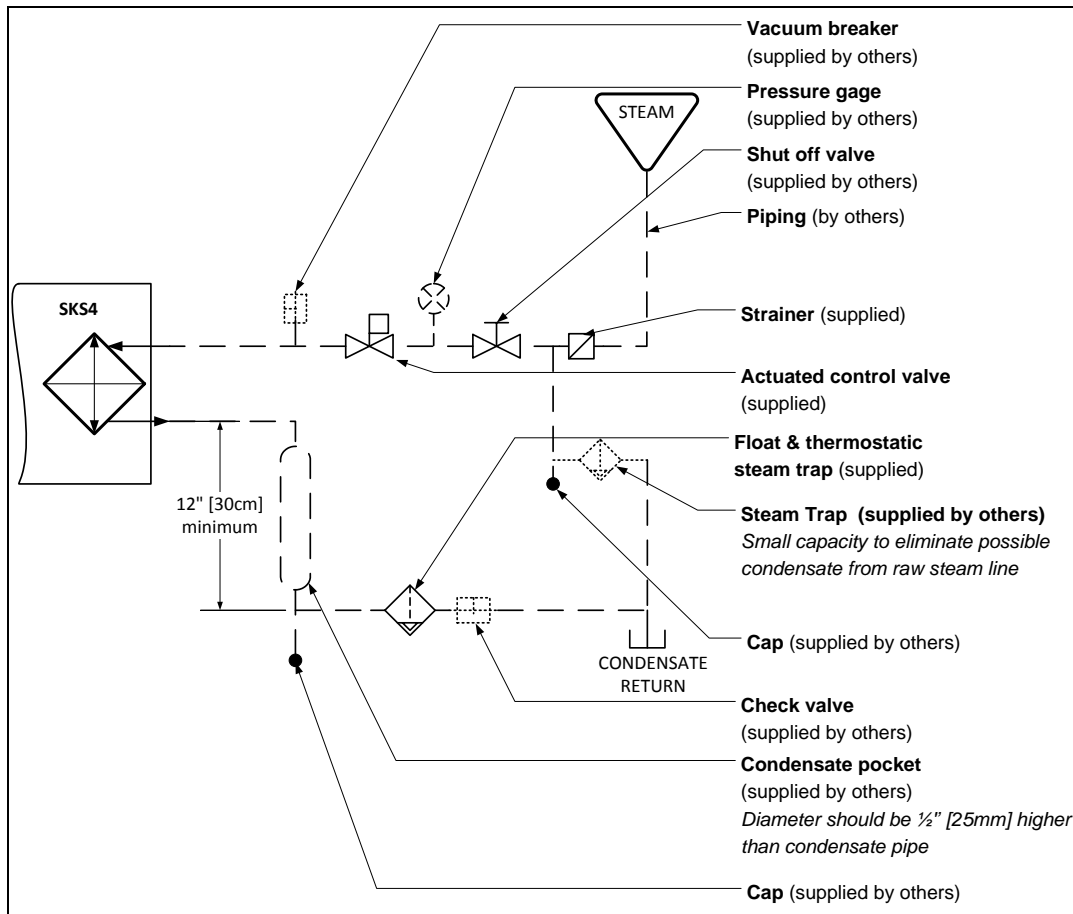 Vacuum breaker
(supplied by others)
Pressure gage
(supplied by others)
STEAM
Shut off valve
(supplied by others)
Piping (by others)
SKS4
Strainer (supplied)
Actuated control valve
(supplied)
Float & thermostatic
steam trap (supplied)
12" [30cm]
minimum
Steam Trap (supplied by others)
Small capacity to eliminate possible
condensate from raw steam line
Cap (supplied by others)
CONDENSATE
RETURN
Check valve
(supplied by others)
Condensate pocket
(supplied by others)
Diameter should be ½" [25mm] higher
than condensate pipe
Cap (supplied by others)